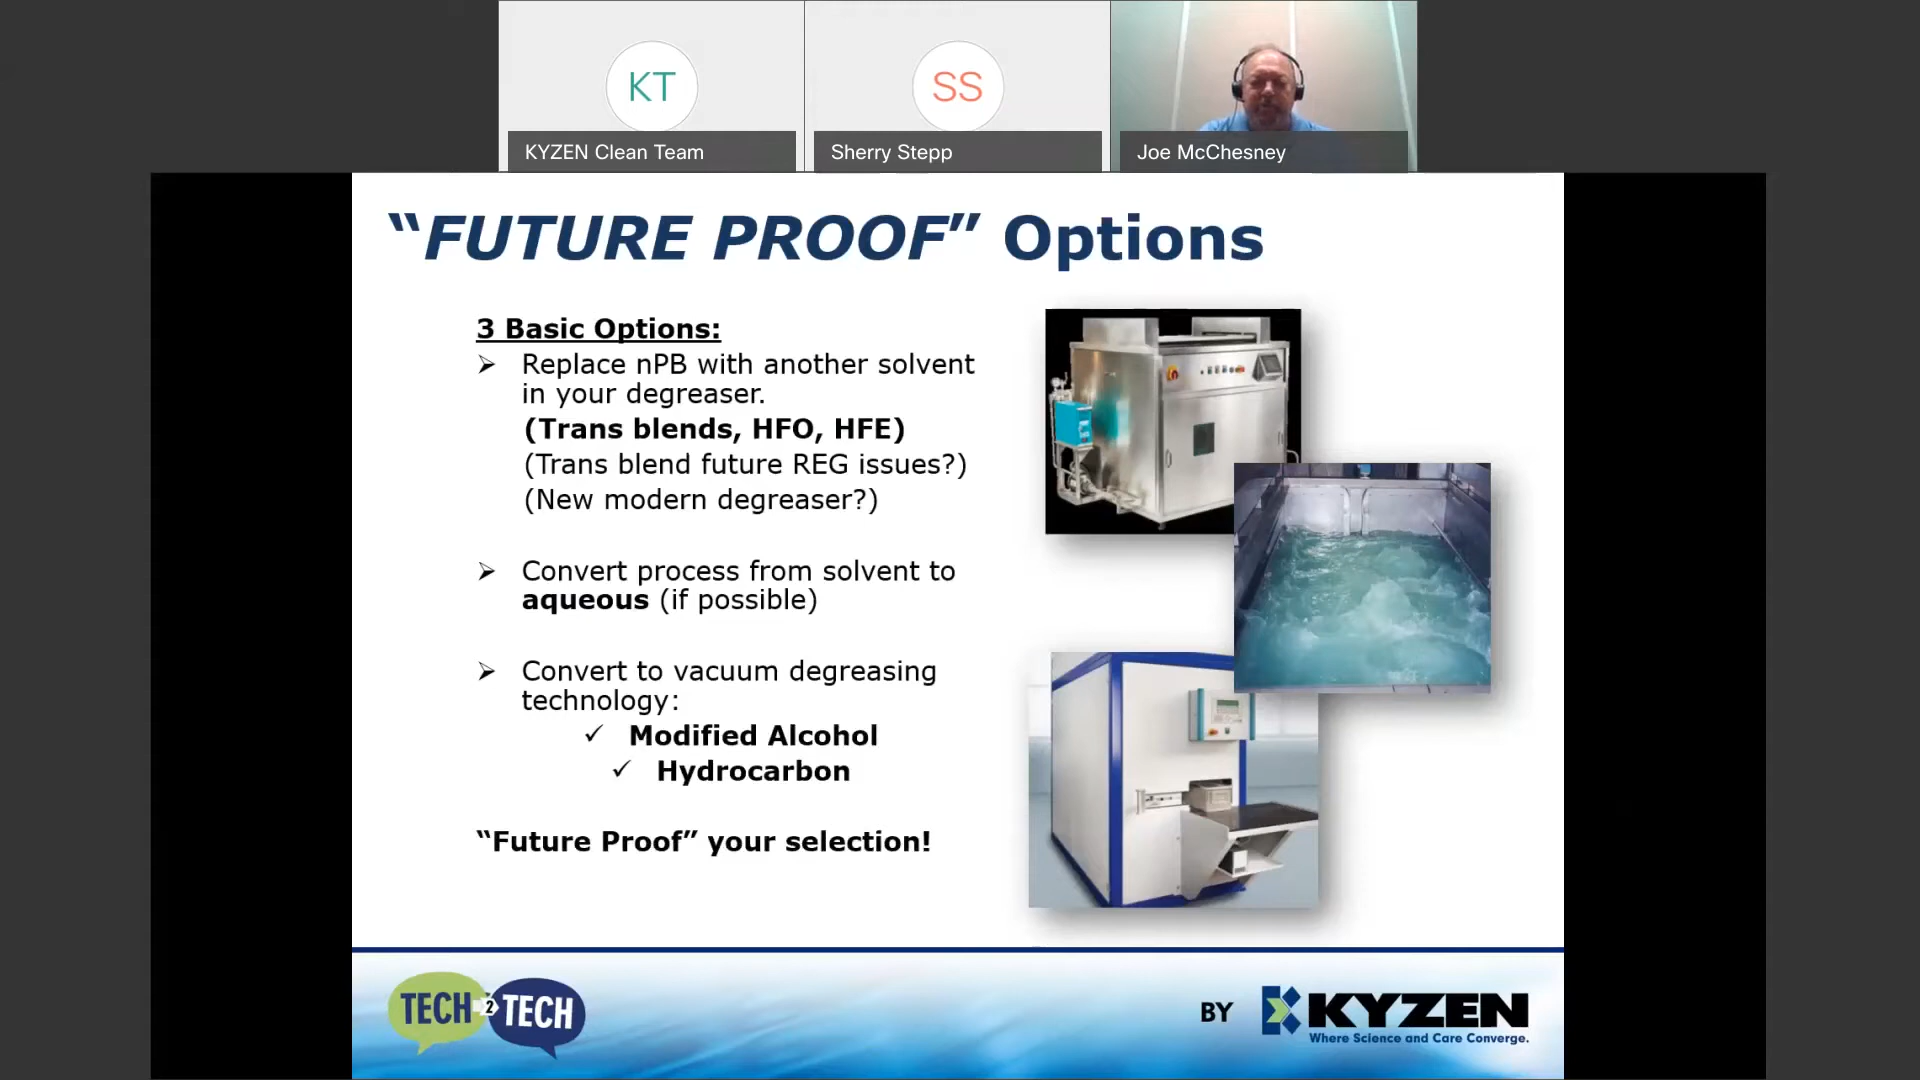 KT
SS
KYZEN Clean Team
Sherry Stepp
Joe McChesney
“FUTURE PROOF” Options
3 Basic Options:
Replace nPB with another solvent
in your degreaser.
(Trans blends, HFO, HFE)
(Trans blend future REG issues?)
(New modern degreaser?)
Convert process from solvent to
aqueous (if possible)
Convert to vacuum degreasing
technology:
Modified Alcohol
Hydrocarbon
“Future Proof” your selection!
TECH 2 TECH
BY KYZEN
Where Science and Care Converge.